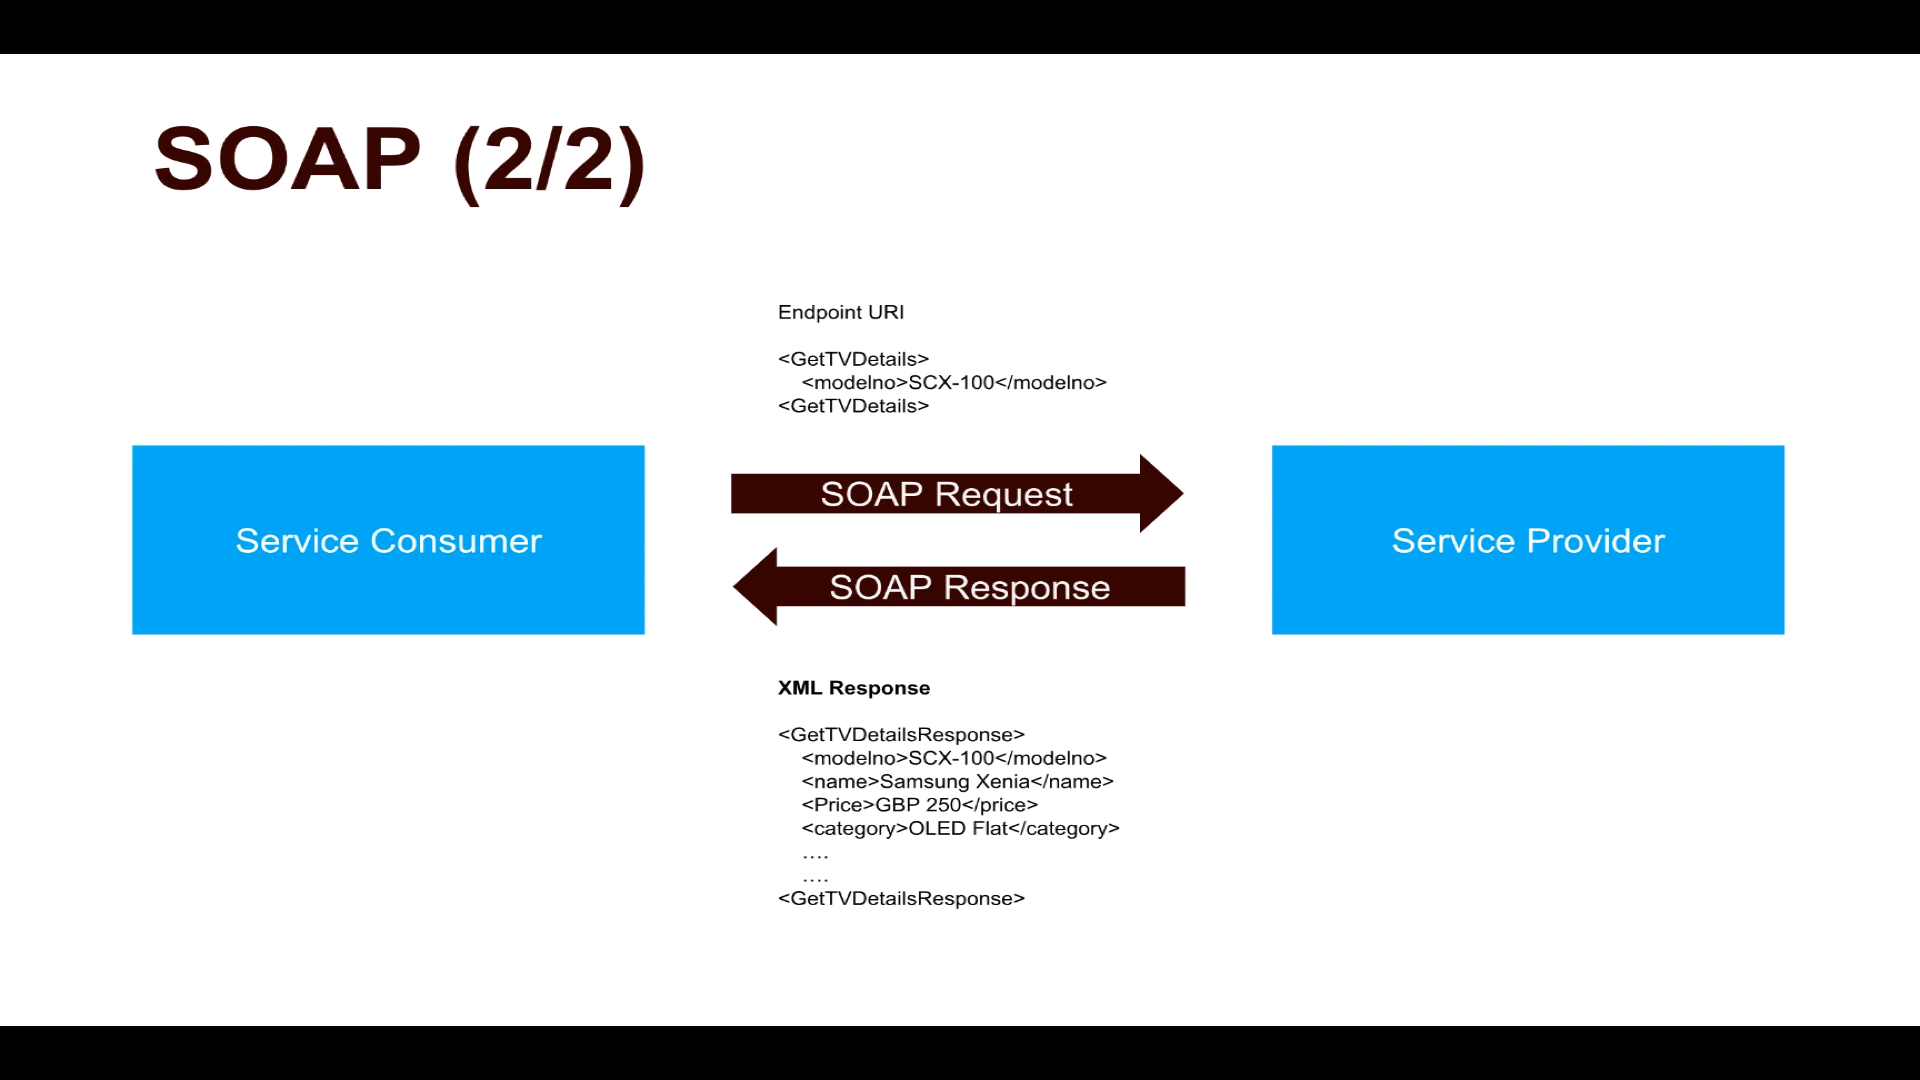 SOAP (2/2)
Endpoint URI
<GetTVDetails>
<modelno>SCX-100</modelno>
<GetTVDetails>
Service Consumer
SOAP Request
SOAP Response
Service Provider
XML Response
<GetTVDetailsResponse>
<modelno>SCX-100</modelno>
<name>Samsung Xenia</name>
<Price>GBP 250</price>
<category>OLED Flat</category>
....
....
<GetTVDetailsResponse>